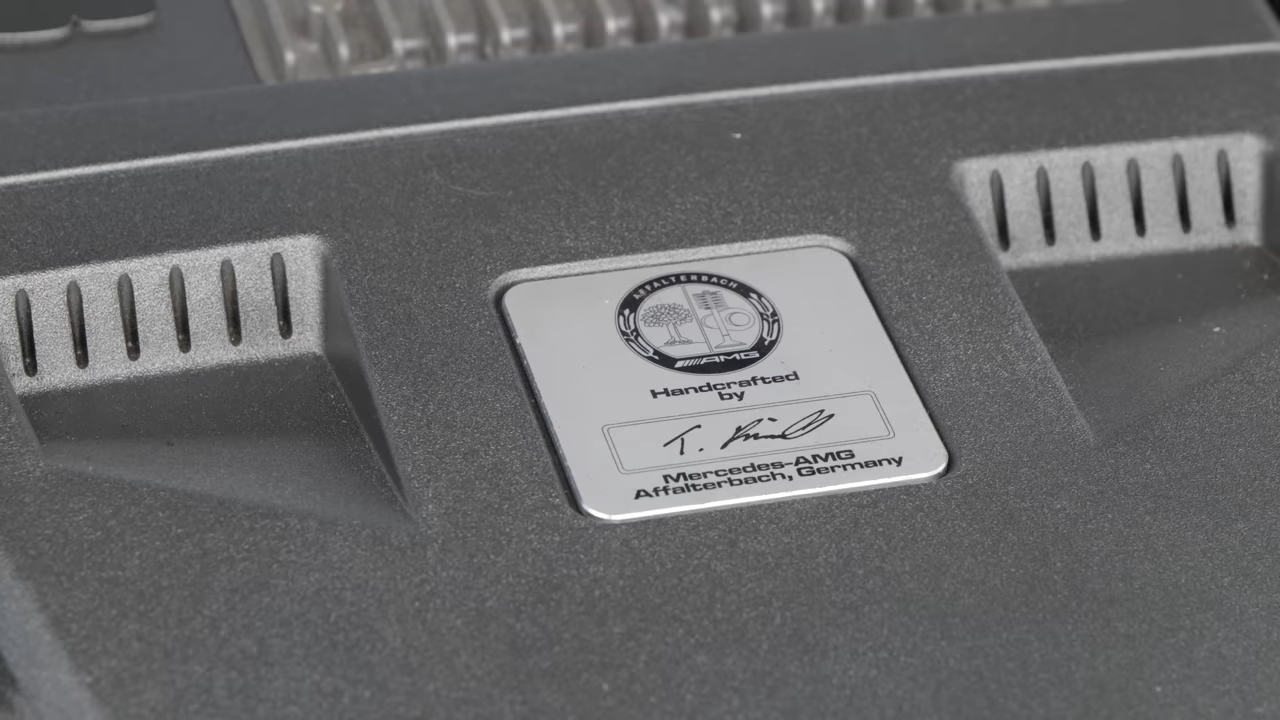 AFFALTERBACH
AMG
Handcrafted
by
T.
Mercedes-AMG
Affalterbach, Germany